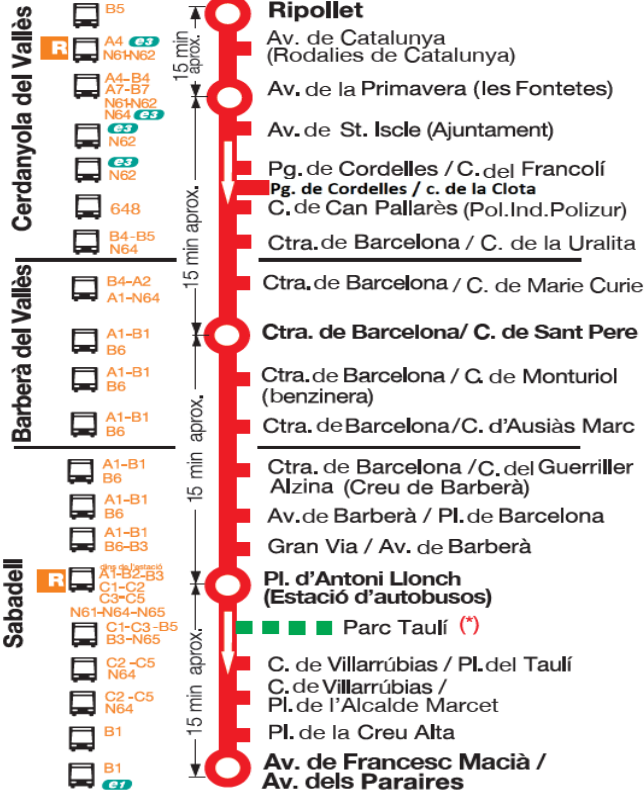 Cerdanyola del Vallès
B5
15 min
aprox.
Ripollet
R
A4 e3
N61-N62
Av. de Catalunya
(Rodalies de Catalunya)
A4-B4
A7-B7
N61-N62
N64 e3
Av. de la Primavera (les Fontetes)
e3
N62
Av. de St. Iscle (Ajuntament)
e3
N62
Pg. de Cordelles / C. del Francolí
Pg. de Cordelles / c. de la Clota
648
C. de Can Pallarès (Pol.Ind.Polizur)
15 min aprox.
B4-B5
N64
Ctra. de Barcelona / C. de la Uralita
Barberà del Vallès
B4-A2
A1-N64
Ctra. de Barcelona / C. de Marie Curie
A1-B1
B6
Ctra. de Barcelona/ C. de Sant Pere
A1-B1
B6
Ctra. de Barcelona / C. de Monturiol
(benzinera)
A1-B1
B6
Ctra. de Barcelona/C. d'Ausiàs Marc
15 min aprox.
Sabadell
A1-B1
B6
Ctra. de Barcelona /C. del Guerriller
Alzina (Creu de Barberà)
A1-B1
B6
Av. de Barberà / Pl. de Barcelona
A1-B1
B6-B3
Gran Via / Av. de Barberà
R
dins de l'estació
A1-B2-B3
C1-C2
C3-C5
N61-N64-N65
Pl. d'Antoni Llonch
(Estació d'autobusos)
C1-C3-B5
B3-N65
Parc Taulí (*)
C2-C5
N64
C. de Villarrúbias / Pl. del Taulí
15 min aprox.
C2-C5
N64
C. de Villarrúbias /
Pl. de l'Alcalde Marcet
B1
Pl. de la Creu Alta
B1
e1
Av. de Francesc Macià /
Av. dels Paraires